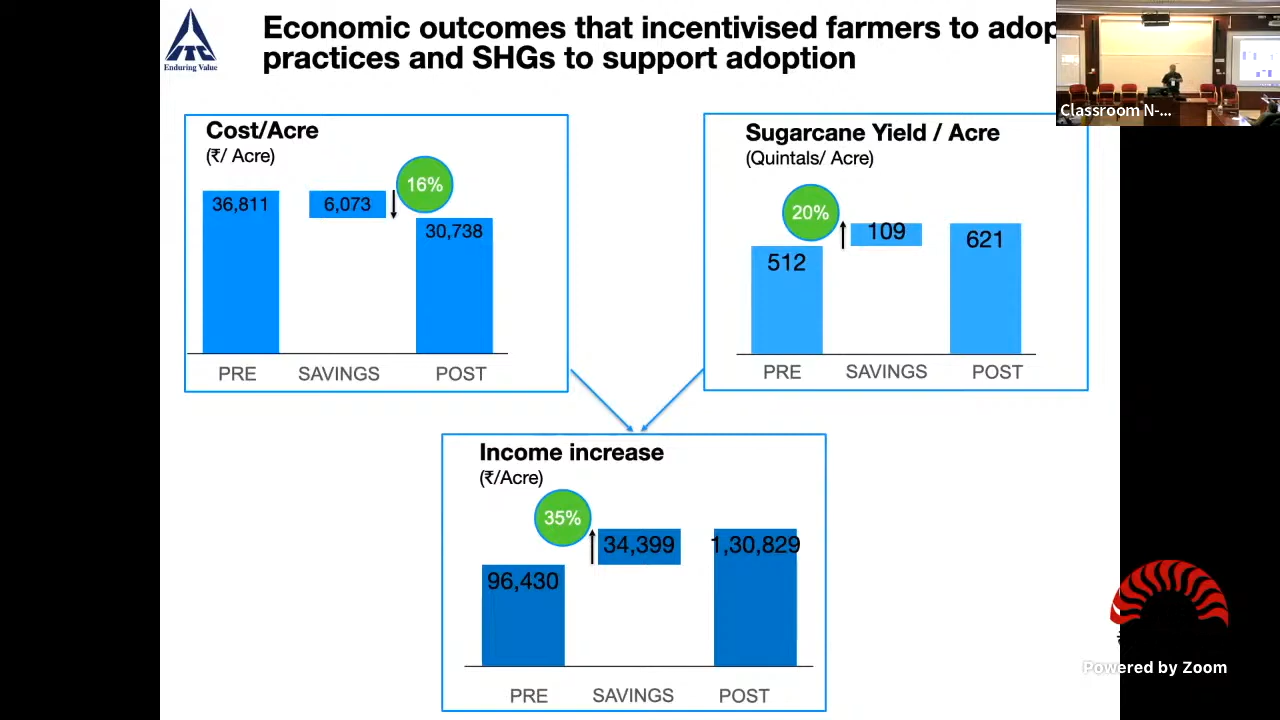 ITC
Enduring Value
Economic outcomes that incentivised farmers to
practices and SHGs to support adoption
Classroom N-...
Cost/Acre
(₹/ Acre)
16%
36,811
6,073
30,738
PRE
SAVINGS
POST
Sugarcane Yield / Acre
(Quintals/ Acre)
20%
512
109
621
PRE
SAVINGS
POST
Income increase
(₹/Acre)
35%
96,430
34,399
1,30,829
PRE
SAVINGS
POST
Powered by Zoom